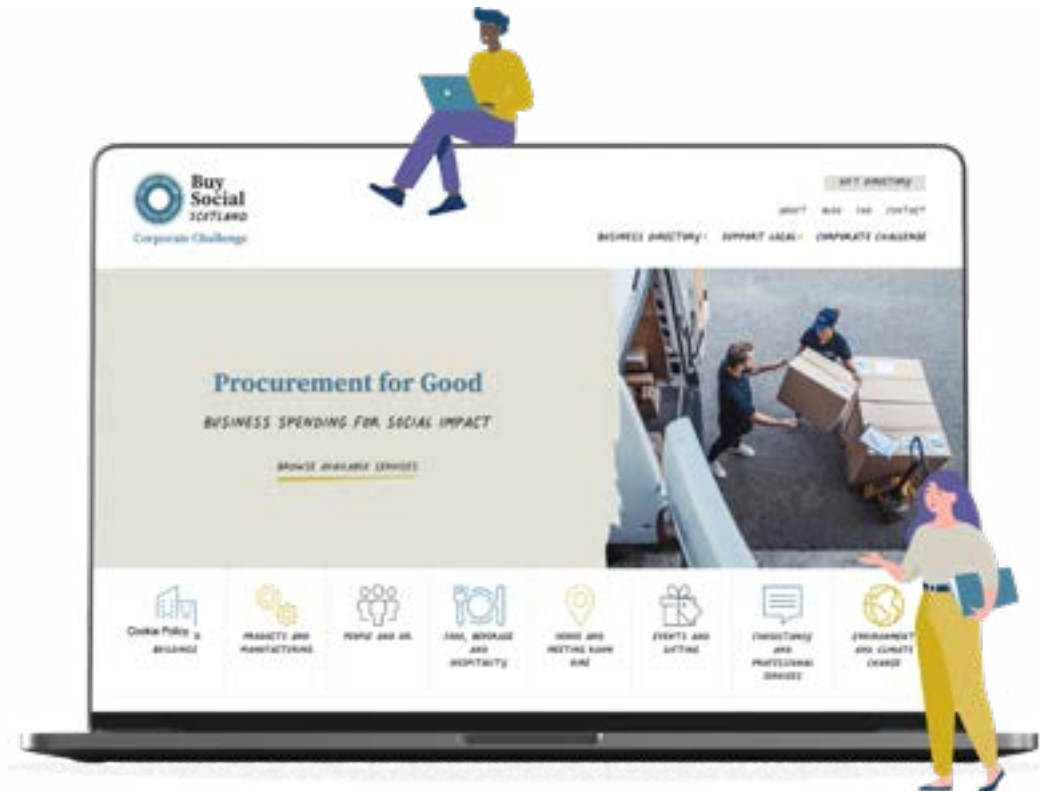 Buy
Social
SCOTLAND
Corporate Challenge
GIFT DIRECTORY
ABOUT BLOG FAQ CONTACT
BUSINESS DIRECTORY SUPPORT LOCAL CORPORATE CHALLENGE
Procurement for Good
BUSINESS SPENDING FOR SOCIAL IMPACT
BROWSE AVAILABLE SERVICES
Cookie Policy &
BUILDINGS
PRODUCTS AND
MANUFACTURING
PEOPLE AND HR
FOOD, BEVERAGE
AND
HOSPITALITY
VENUE AND
MEETING ROOM
HIRE
EVENTS AND
GIFTING
CONSULTANCY
AND
PROFESSIONAL
SERVICES
ENVIRONMENT
AND CLIMATE
CHANGE